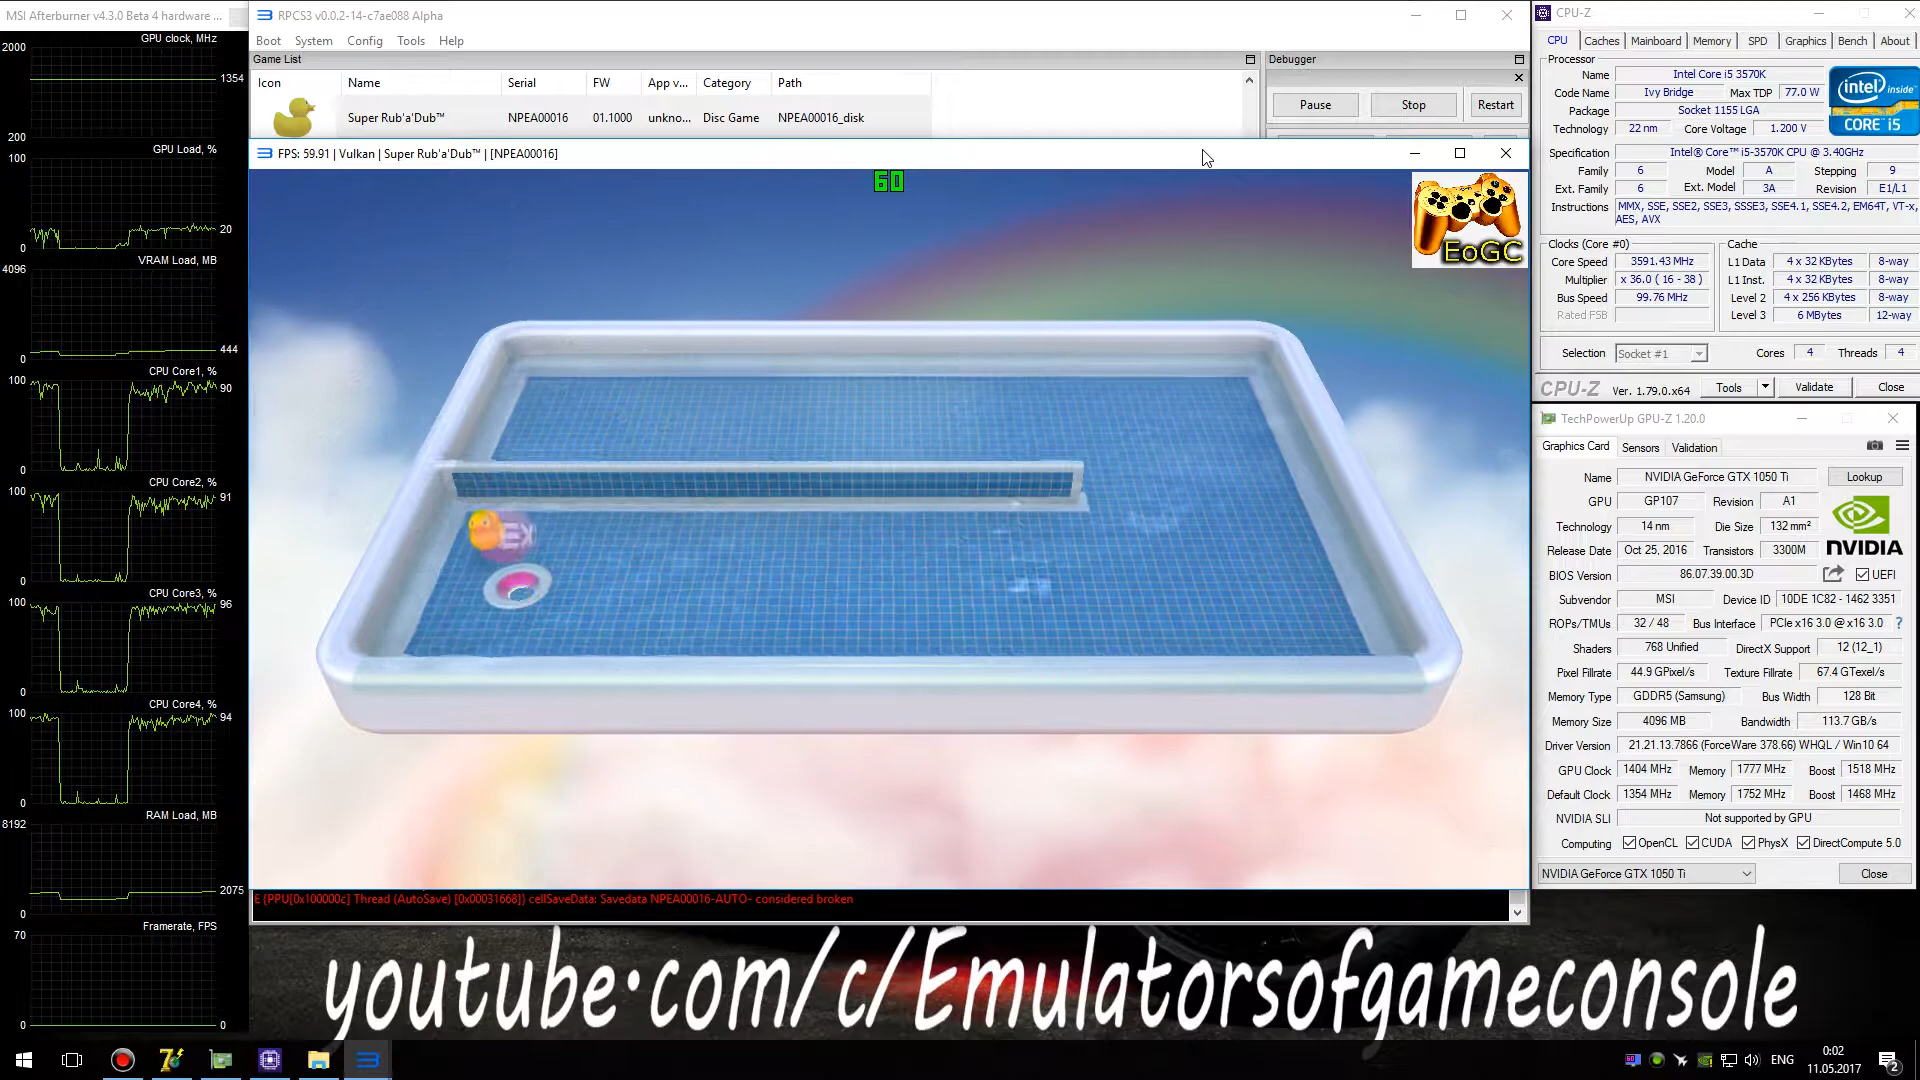 MSI Afterburner v4.3.0 Beta 4 hardware ...
GPU clock, MHz
2000
1354
200
GPU Load, %
100
20
0
VRAM Load, MB
4096
444
0
CPU Core1, %
100
90
0
CPU Core2, %
100
91
0
CPU Core3, %
100
96
0
CPU Core4, %
100
94
0
RAM Load, MB
8192
2075
0
Framerate, FPS
70
0
0
RPCS3 v0.0.2-14-c7ae088 Alpha
Boot System Config Tools Help
Game List
Icon Name Serial FW App v... Category Path
Super Rub'a'Dub™ NPEA00016 01.1000 unkno... Disc Game NPEA00016_disk
Debugger
Pause Stop Restart
FPS: 59.91 | Vulkan | Super Rub'a'Dub™ | [NPEA00016]
60
EoGC
E {PPU[0x100000c] Thread (AutoSave) [0x00031668]} cellSaveData: Savedata NPEA00016-AUTO- considered broken
CPU-Z
CPU Caches Mainboard Memory SPD Graphics Bench About
Processor
Name Intel Core i5 3570K
Code Name Ivy Bridge Max TDP 77.0 W
Package Socket 1155 LGA
Technology 22 nm Core Voltage 1.200 V
intel inside™
CORE i5
Specification Intel® Core™ i5-3570K CPU @ 3.40GHz
Family 6 Model A Stepping 9
Ext. Family 6 Ext. Model 3A Revision E1/L1
Instructions MMX, SSE, SSE2, SSE3, SSSE3, SSE4.1, SSE4.2, EM64T, VT-x,
AES, AVX
Clocks (Core #0) Cache
Core Speed 3591.43 MHz L1 Data 4 x 32 KBytes 8-way
Multiplier x 36.0 ( 16 - 38 ) L1 Inst. 4 x 32 KBytes 8-way
Bus Speed 99.76 MHz Level 2 4 x 256 KBytes 8-way
Rated FSB Level 3 6 MBytes 12-way
Selection Socket #1 Cores 4 Threads 4
CPU-Z Ver. 1.79.0.x64 Tools Validate Close
TechPowerUp GPU-Z 1.20.0
Graphics Card Sensors Validation
Name NVIDIA GeForce GTX 1050 Ti Lookup
GPU GP107 Revision A1
Technology 14 nm Die Size 132 mm²
Release Date Oct 25, 2016 Transistors 3300M
NVIDIA
BIOS Version 86.07.39.00.3D UEFI
Subvendor MSI Device ID 10DE 1C82 - 1462 3351
ROPs/TMUs 32 / 48 Bus Interface PCIe x16 3.0 @ x16 3.0 ?
Shaders 768 Unified DirectX Support 12 (12_1)
Pixel Fillrate 44.9 GPixel/s Texture Fillrate 67.4 GTexel/s
Memory Type GDDR5 (Samsung) Bus Width 128 Bit
Memory Size 4096 MB Bandwidth 113.7 GB/s
Driver Version 21.21.13.7866 (ForceWare 378.66) WHQL / Win10 64
GPU Clock 1404 MHz Memory 1777 MHz Boost 1518 MHz
Default Clock 1354 MHz Memory 1752 MHz Boost 1468 MHz
NVIDIA SLI Not supported by GPU
Computing OpenCL CUDA PhysX DirectCompute 5.0
NVIDIA GeForce GTX 1050 Ti Close
youtube.com/c/Emulatorsofgameconsole
60 ENG 0:02
11.05.2017 2